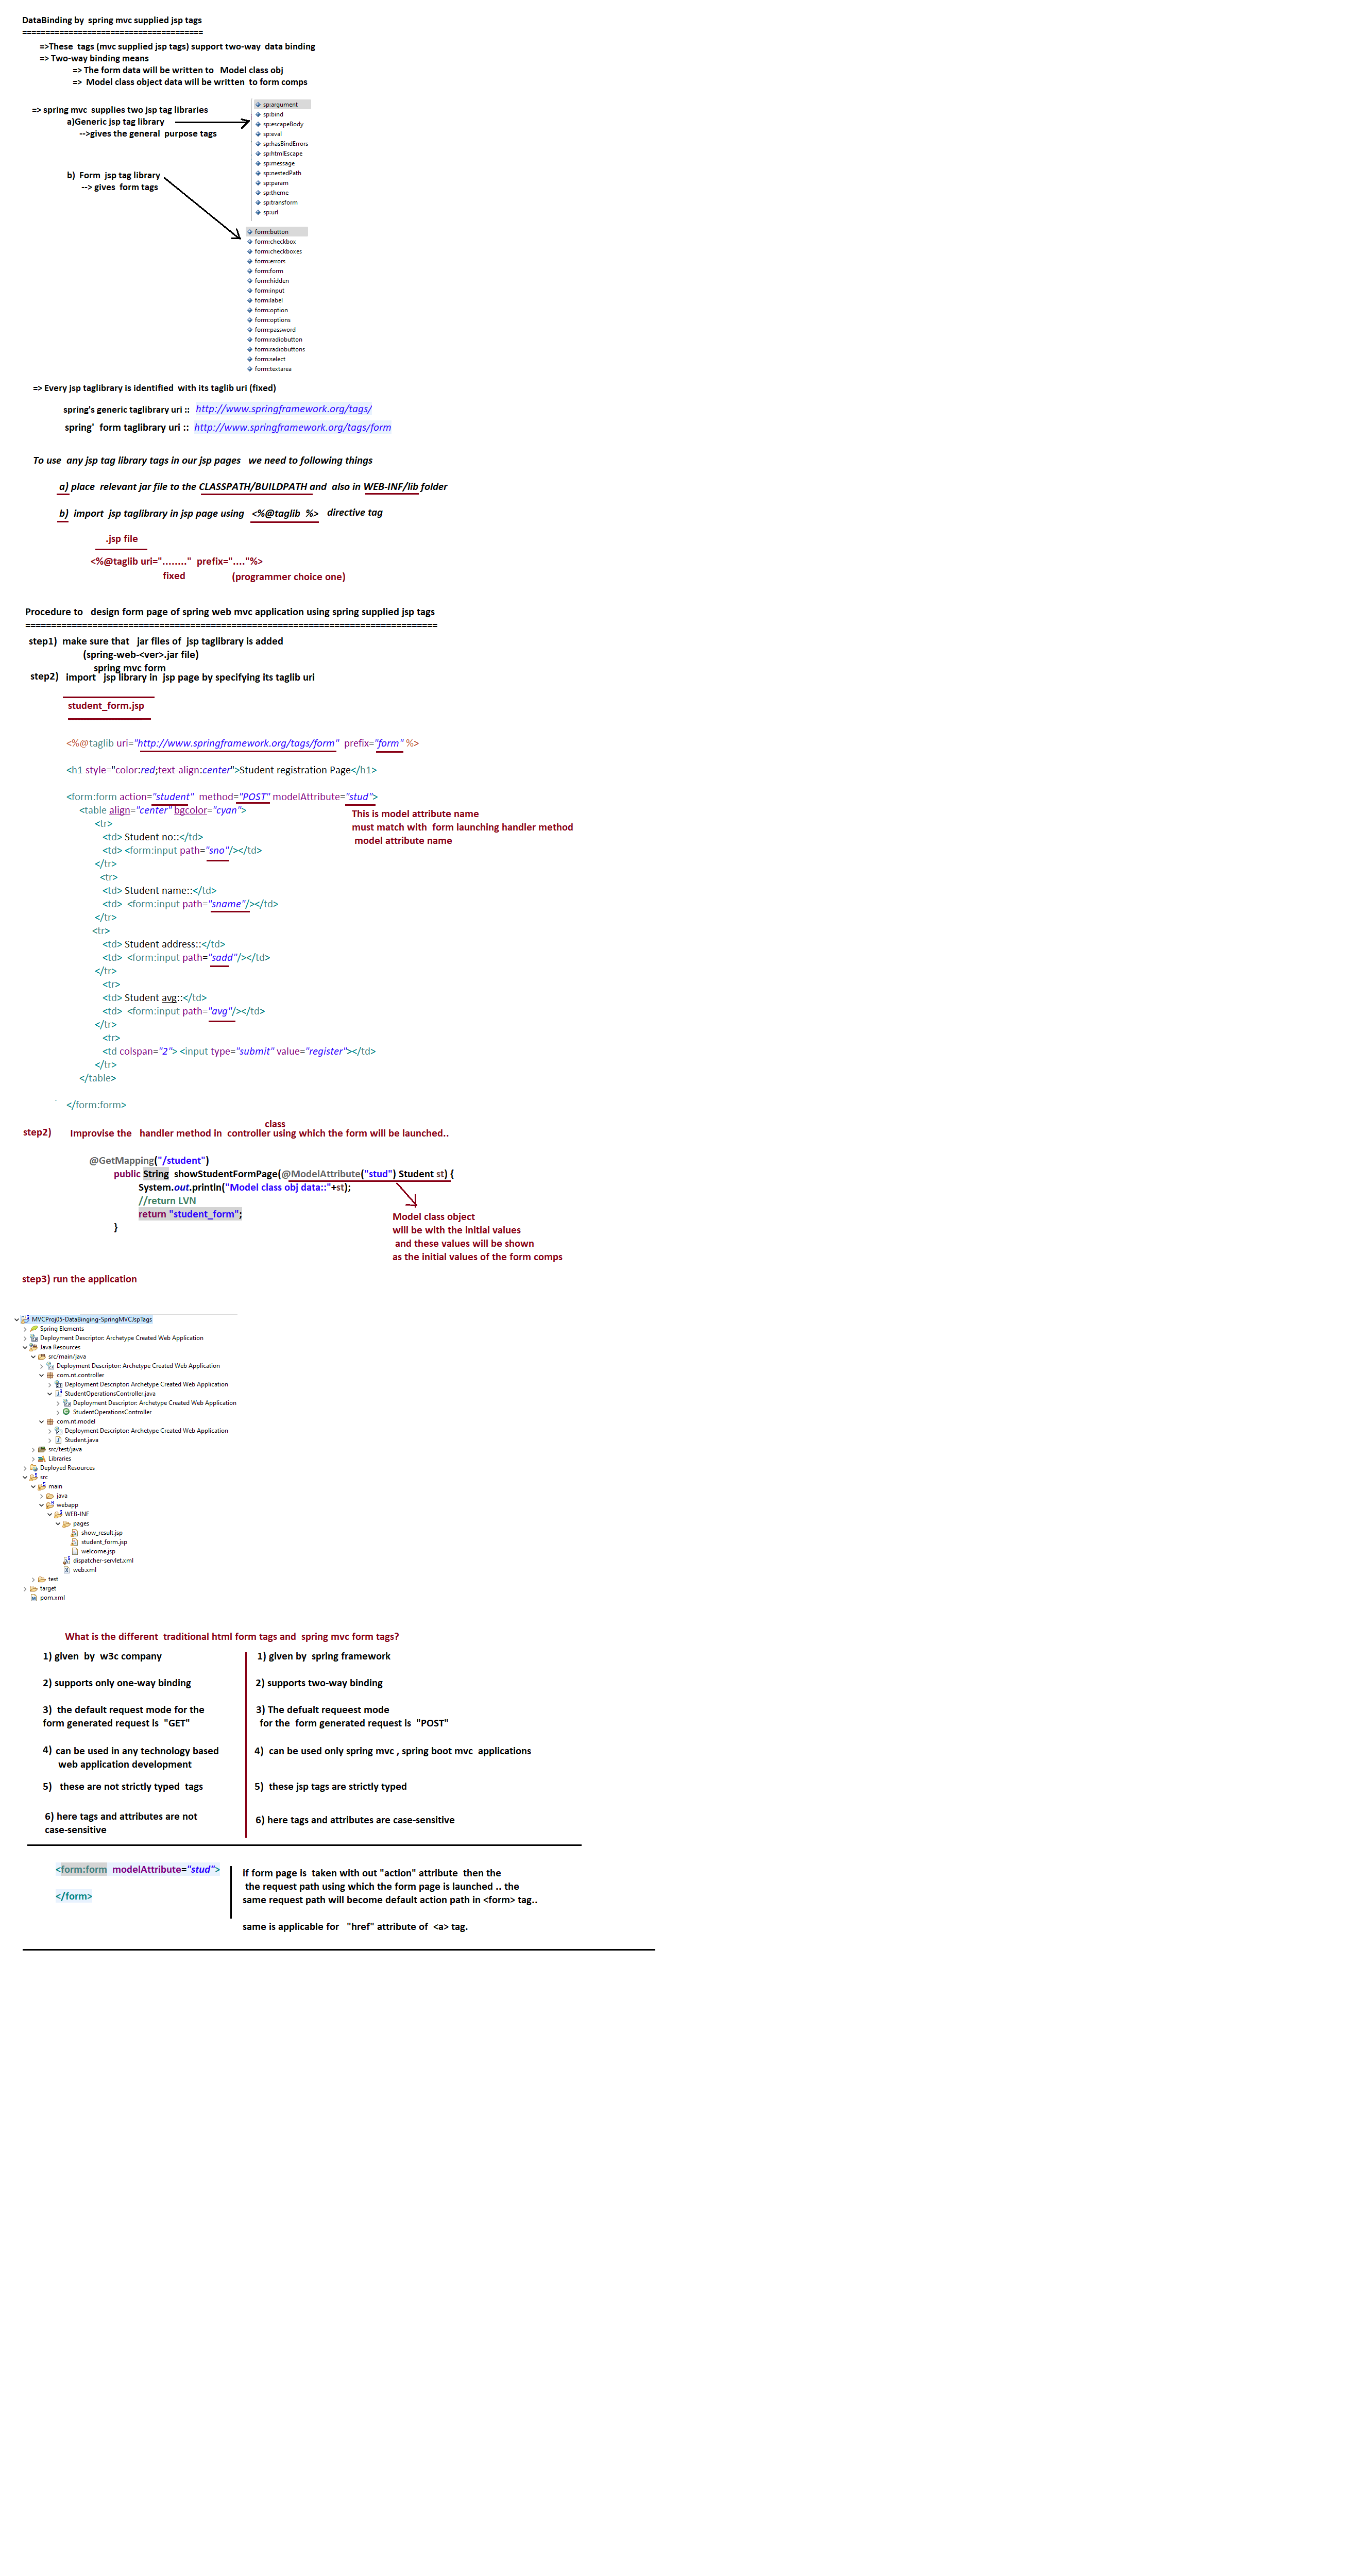 DataBinding by spring mvc supplied jsp tags
=======================================
=>These tags (mvc supplied jsp tags) support two-way data binding
=> Two-way binding means
=> The form data will be written to Model class obj
=> Model class object data will be written to form comps
=> spring mvc supplies two jsp tag libraries
a)Generic jsp tag library
-->gives the general purpose tags
sp:argument
sp:bind
sp:escapeBody
sp:eval
sp:hasBindErrors
sp:htmlEscape
sp:message
sp:nestedPath
sp:param
sp:theme
sp:transform
sp:url
b) Form jsp tag library
--> gives form tags
form:button
form:checkbox
form:checkboxes
form:errors
form:form
form:hidden
form:input
form:label
form:option
form:options
form:password
form:radiobutton
form:radiobuttons
form:select
form:textarea
=> Every jsp taglibrary is identified with its taglib uri (fixed)
spring's generic taglibrary uri :: http://www.springframework.org/tags/
spring' form taglibrary uri :: http://www.springframework.org/tags/form
To use any jsp tag library tags in our jsp pages we need to following things
a) place relevant jar file to the CLASSPATH/BUILDPATH and also in WEB-INF/lib folder
b) import jsp taglibrary in jsp page using <%@taglib %> directive tag
.jsp file
<%@taglib uri="........" prefix="...."%>
fixed (programmer choice one)
Procedure to design form page of spring web mvc application using spring supplied jsp tags
================================================================================
step1) make sure that jar files of jsp taglibrary is added
(spring-web-<ver>.jar file)
spring mvc form
step2) import jsp library in jsp page by specifying its taglib uri
student_form.jsp
<%@taglib uri="http://www.springframework.org/tags/form" prefix="form" %>
<h1 style="color:red;text-align:center">Student registration Page</h1>
<form:form action="student" method="POST" modelAttribute="stud">
<table align="center" bgcolor="cyan">
This is model attribute name
must match with form launching handler method
model attribute name
<tr>
<td> Student no::</td>
<td> <form:input path="sno"/></td>
</tr>
<tr>
<td> Student name::</td>
<td> <form:input path="sname"/></td>
</tr>
<tr>
<td> Student address::</td>
<td> <form:input path="sadd"/></td>
</tr>
<tr>
<td> Student avg::</td>
<td> <form:input path="avg"/></td>
</tr>
<tr>
<td colspan="2"> <input type="submit" value="register"></td>
</tr>
</table>
</form:form>
class
step2) Improvise the handler method in controller using which the form will be launched..
@GetMapping("/student")
public String showStudentFormPage(@ModelAttribute("stud") Student st) {
System.out.println("Model class obj data::"+st);
//return LVN
return "student_form";
}
Model class object
will be with the initial values
and these values will be shown
as the initial values of the form comps
step3) run the application
MVCProj05-DataBinging-SpringMVCJspTags
Spring Elements
Deployment Descriptor: Archetype Created Web Application
Java Resources
src/main/java
Deployment Descriptor: Archetype Created Web Application
com.nt.controller
Deployment Descriptor: Archetype Created Web Application
StudentOperationsController.java
Deployment Descriptor: Archetype Created Web Application
StudentOperationsController
com.nt.model
Deployment Descriptor: Archetype Created Web Application
Student.java
src/test/java
Libraries
Deployed Resources
src
main
java
webapp
WEB-INF
pages
show_result.jsp
student_form.jsp
welcome.jsp
dispatcher-servlet.xml
web.xml
test
target
pom.xml
What is the different traditional html form tags and spring mvc form tags?
1) given by w3c company
2) supports only one-way binding
3) the default request mode for the
form generated request is "GET"
4) can be used in any technology based
web application development
5) these are not strictly typed tags
6) here tags and attributes are not
case-sensitive
1) given by spring framework
2) supports two-way binding
3) The defualt requeest mode
for the form generated request is "POST"
4) can be used only spring mvc , spring boot mvc applications
5) these jsp tags are strictly typed
6) here tags and attributes are case-sensitive
<form:form modelAttribute="stud">
</form>
if form page is taken with out "action" attribute then the
the request path using which the form page is launched .. the
same request path will become default action path in <form> tag..
same is applicable for "href" attribute of <a> tag.